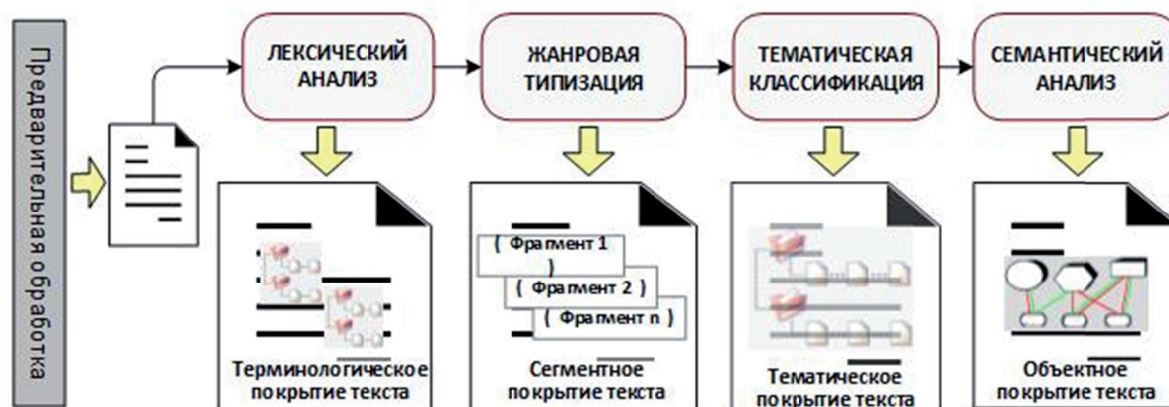 Предварительная обработка
ЛЕКСИЧЕСКИЙ
АНАЛИЗ
ЖАНРОВАЯ
ТИПИЗАЦИЯ
ТЕМАТИЧЕСКАЯ
КЛАССИФИКАЦИЯ
СЕМАНТИЧЕСКИЙ
АНАЛИЗ
Терминологическое
покрытие текста
( Фрагмент 1
)
( Фрагмент 2 )
( Фрагмент n )
Сегментное
покрытие текста
Тематическое
покрытие текста
Объектное
покрытие текста